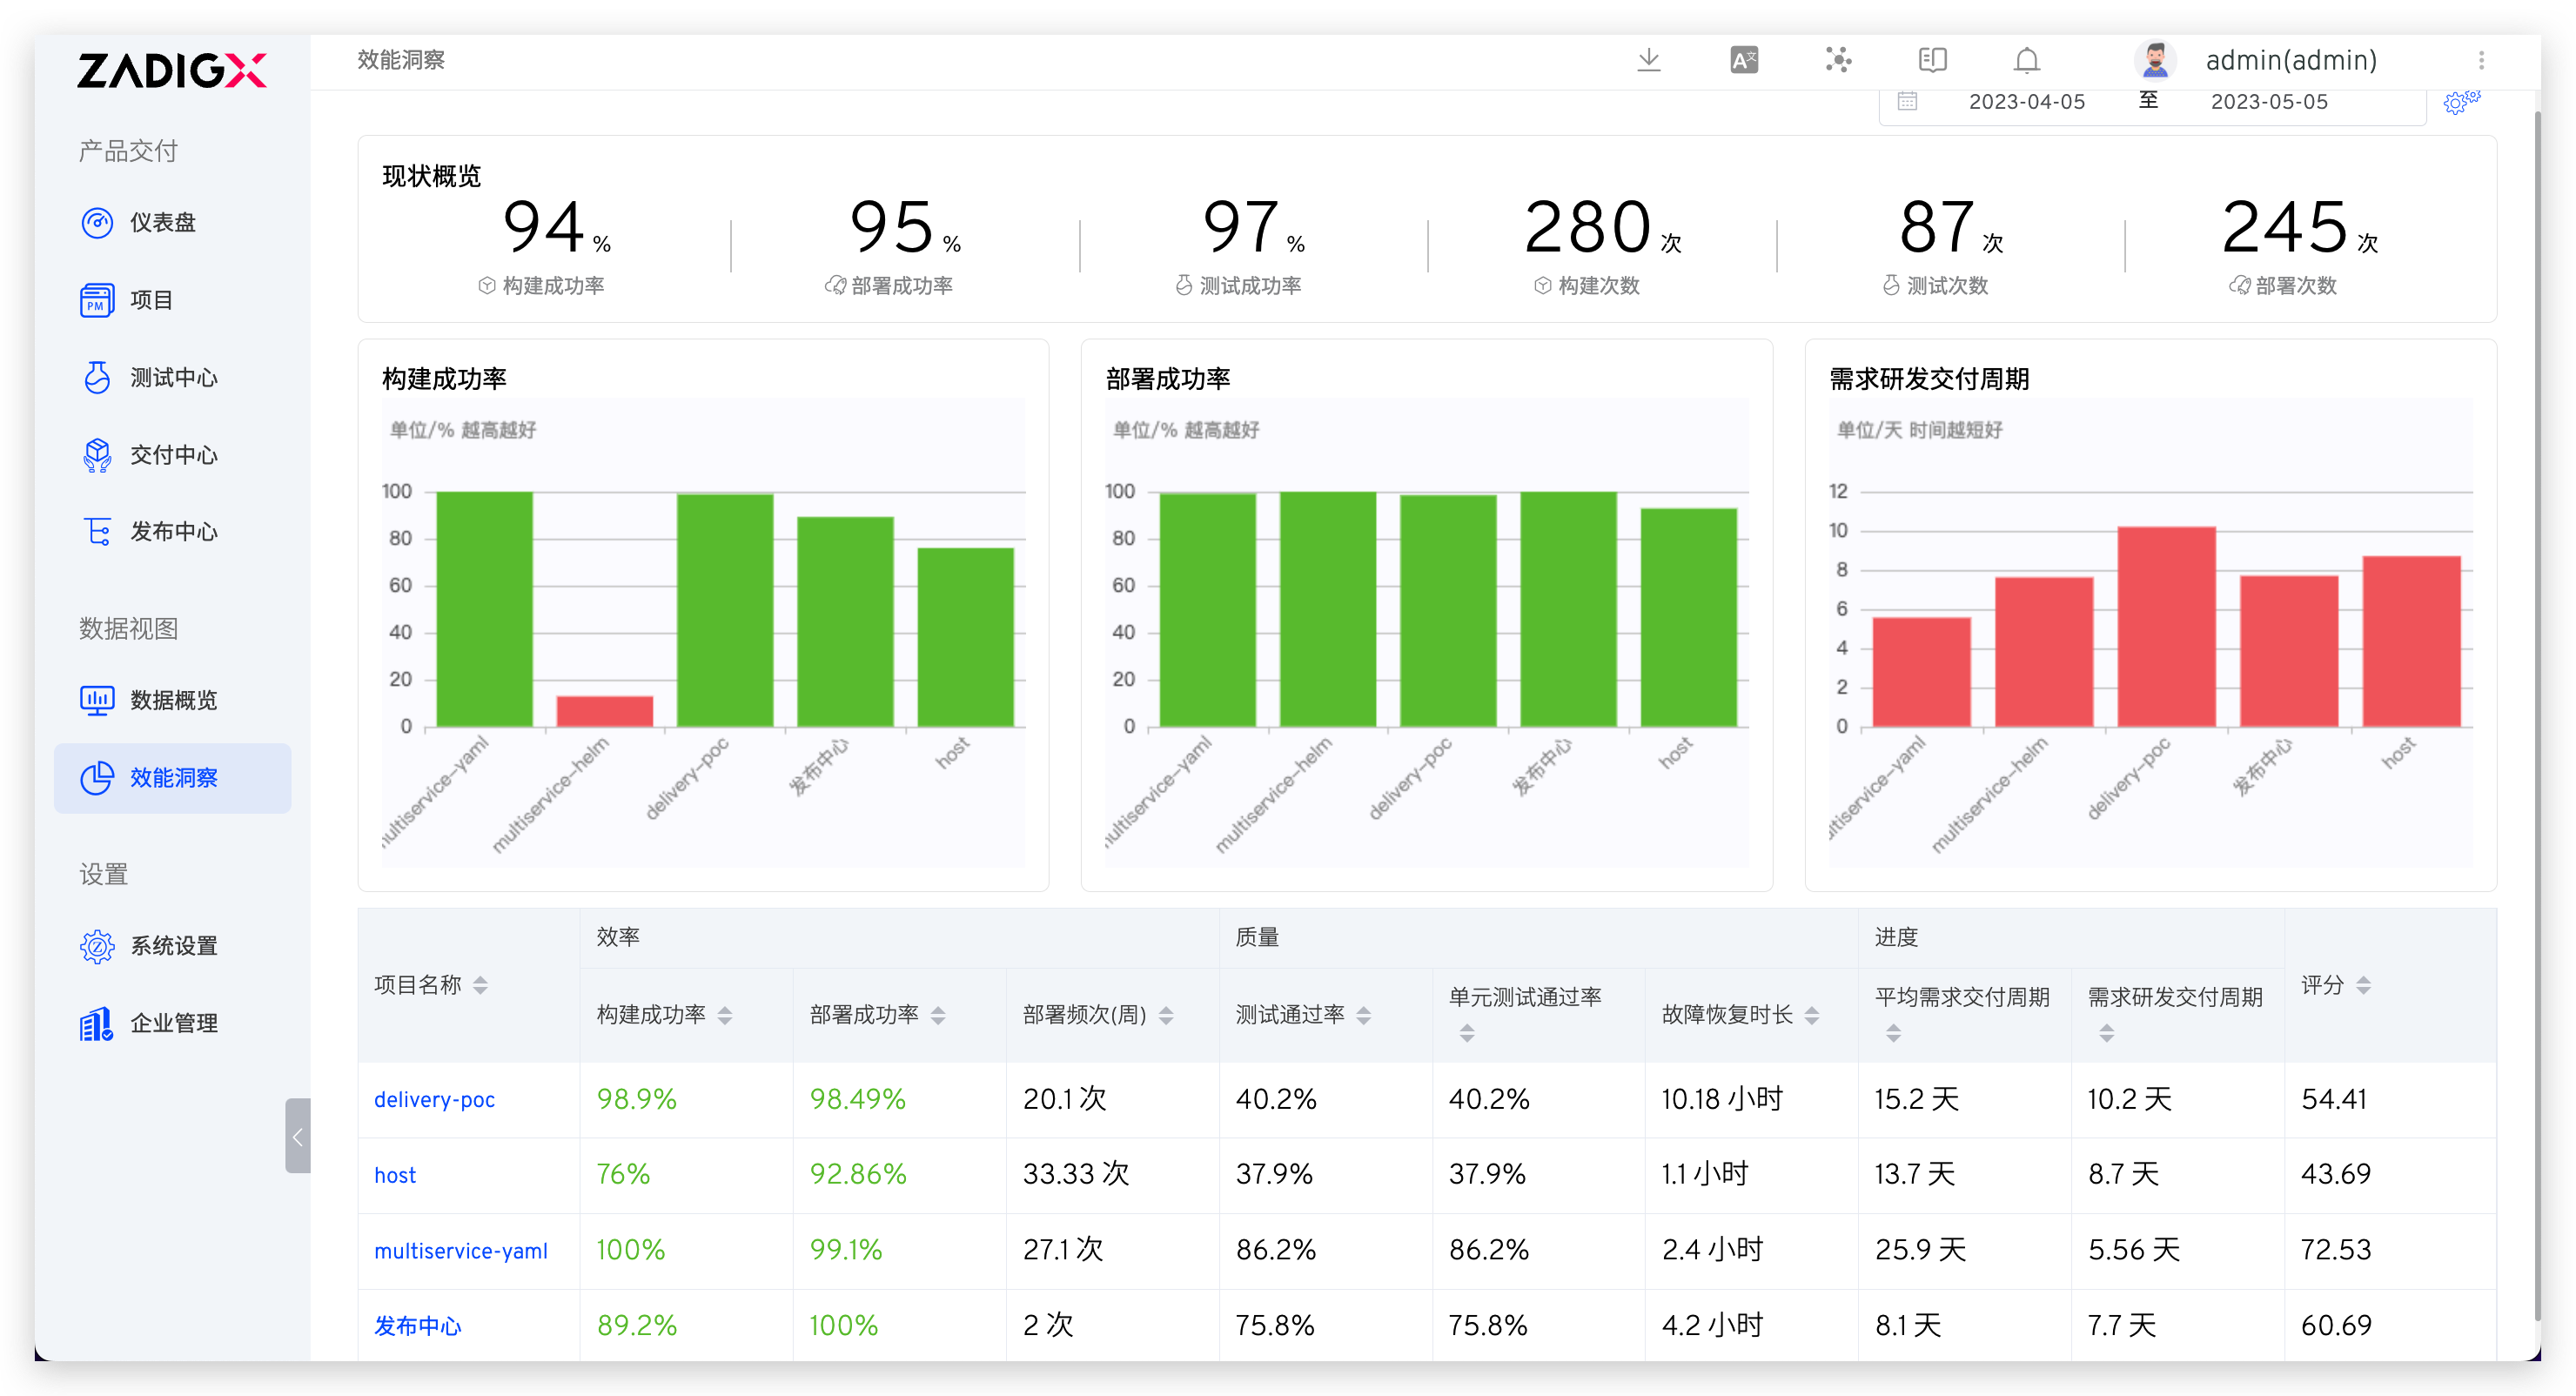 ZADIGX
效能洞察
admin(admin)
2023-04-05 至 2023-05-05
产品交付
仪表盘
PM
项目
测试中心
交付中心
发布中心
数据视图
数据概览
效能洞察
设置
系统设置
企业管理
现状概览
94 %
构建成功率
95 %
部署成功率
97 %
测试成功率
280 次
构建次数
87 次
测试次数
245 次
部署次数
构建成功率
单位/% 越高越好
100
80
60
40
20
0
multiservice-helm
delivery-poc
发布中心
host
部署成功率
单位/% 越高越好
100
80
60
40
20
0
multiservice-helm
delivery-poc
发布中心
host
需求研发交付周期
单位/天 时间越短好
12
10
8
6
4
2
0
multiservice-helm
delivery-poc
发布中心
host
项目名称 效率 质量 进度 评分
构建成功率 部署成功率 部署频次(周) 测试通过率 单元测试通过率 故障恢复时长 平均需求交付周期 需求研发交付周期
delivery-poc 98.9% 98.49% 20.1 次 40.2% 40.2% 10.18 小时 15.2 天 10.2 天 54.41
host 76% 92.86% 33.33 次 37.9% 37.9% 1.1 小时 13.7 天 8.7 天 43.69
multiservice-yaml 100% 99.1% 27.1 次 86.2% 86.2% 2.4 小时 25.9 天 5.56 天 72.53
发布中心 89.2% 100% 2 次 75.8% 75.8% 4.2 小时 8.1 天 7.7 天 60.69